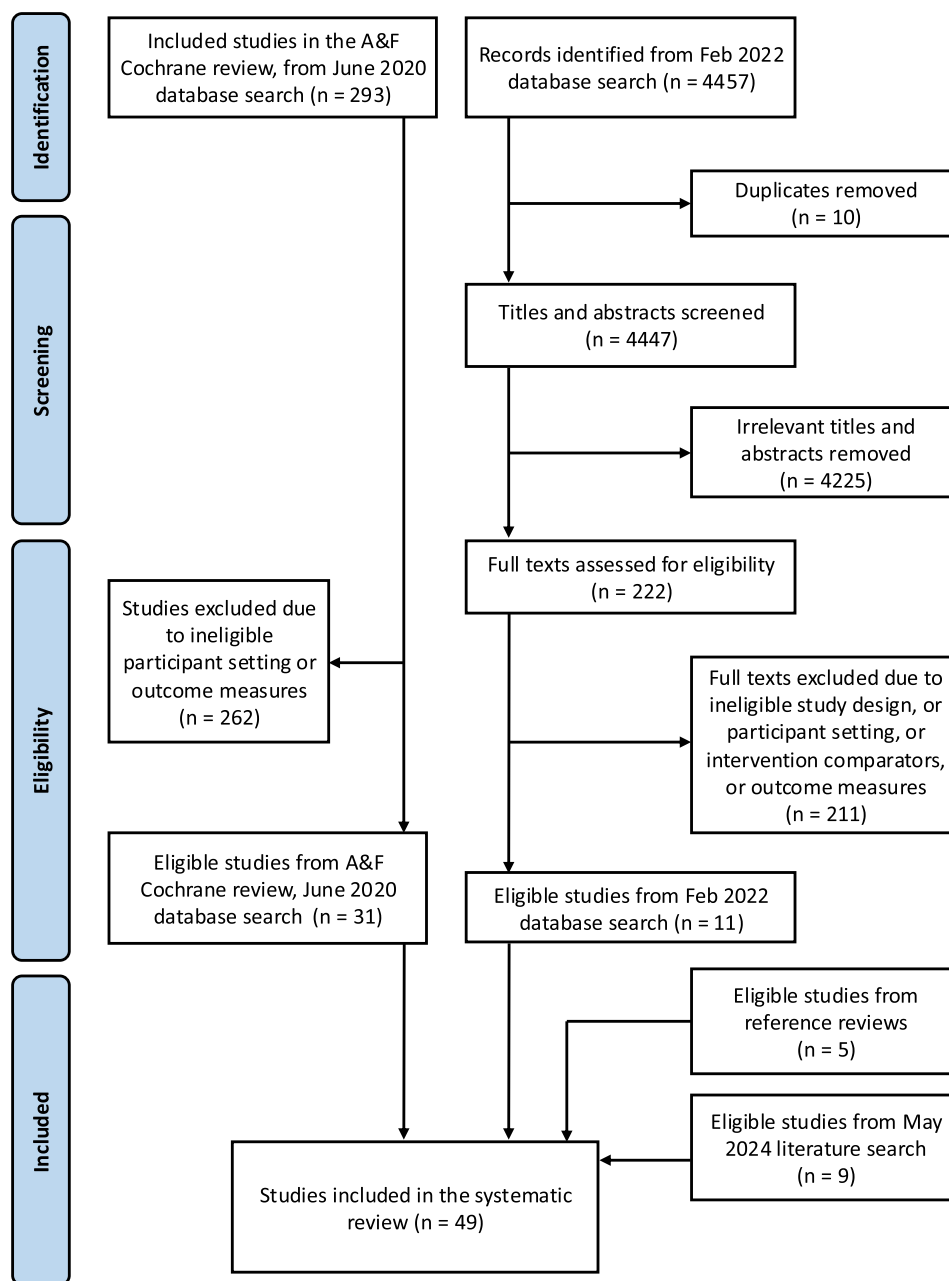 Identification
Included studies in the A&F
Cochrane review, from June 2020
database search (n = 293)
Records identified from Feb 2022
database search (n = 4457)
Duplicates removed
(n = 10)
Screening
Titles and abstracts screened
(n = 4447)
Irrelevant titles and
abstracts removed
(n = 4225)
Eligibility
Full texts assessed for eligibility
(n = 222)
Studies excluded due
to ineligible
participant setting or
outcome measures
(n = 262)
Full texts excluded due to
ineligible study design, or
participant setting, or
intervention comparators,
or outcome measures
(n = 211)
Eligible studies from A&F
Cochrane review, June 2020
database search (n = 31)
Eligible studies from Feb 2022
database search (n = 11)
Included
Eligible studies from
reference reviews
(n = 5)
Eligible studies from May
2024 literature search
(n = 9)
Studies included in the systematic
review (n = 49)